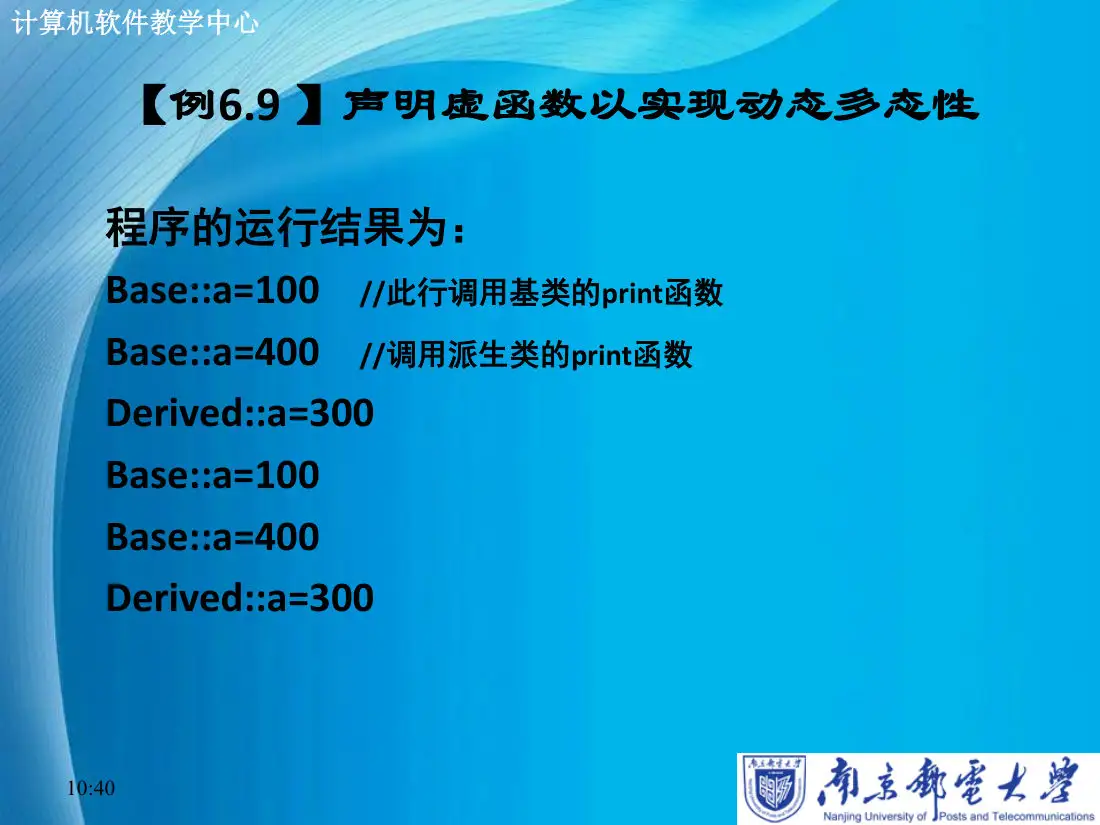 计算机软件教学中心
【例6.9 】声明虚函数以实现动态多态性
程序的运行结果为：
Base::a=100 //此行调用基类的print函数
Base::a=400 //调用派生类的print函数
Derived::a=300
Base::a=100
Base::a=400
Derived::a=300
10:40
南京郵電大學
Nanjing University of Posts and Telecommunications